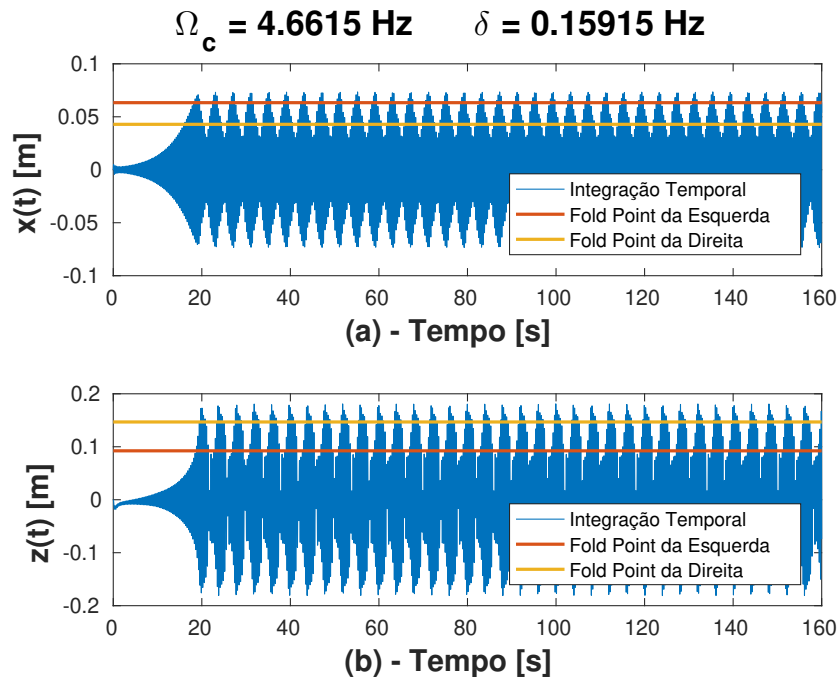 Ωc = 4.6615 Hz δ = 0.15915 Hz
0.1
0.05
0
-0.05
-0.1
x(t) [m]
Integração Temporal
Fold Point da Esquerda
Fold Point da Direita
0 20 40 60 80 100 120 140 160
(a) - Tempo [s]
0.2
0.1
0
-0.1
-0.2
z(t) [m]
Integração Temporal
Fold Point da Esquerda
Fold Point da Direita
0 20 40 60 80 100 120 140 160
(b) - Tempo [s]